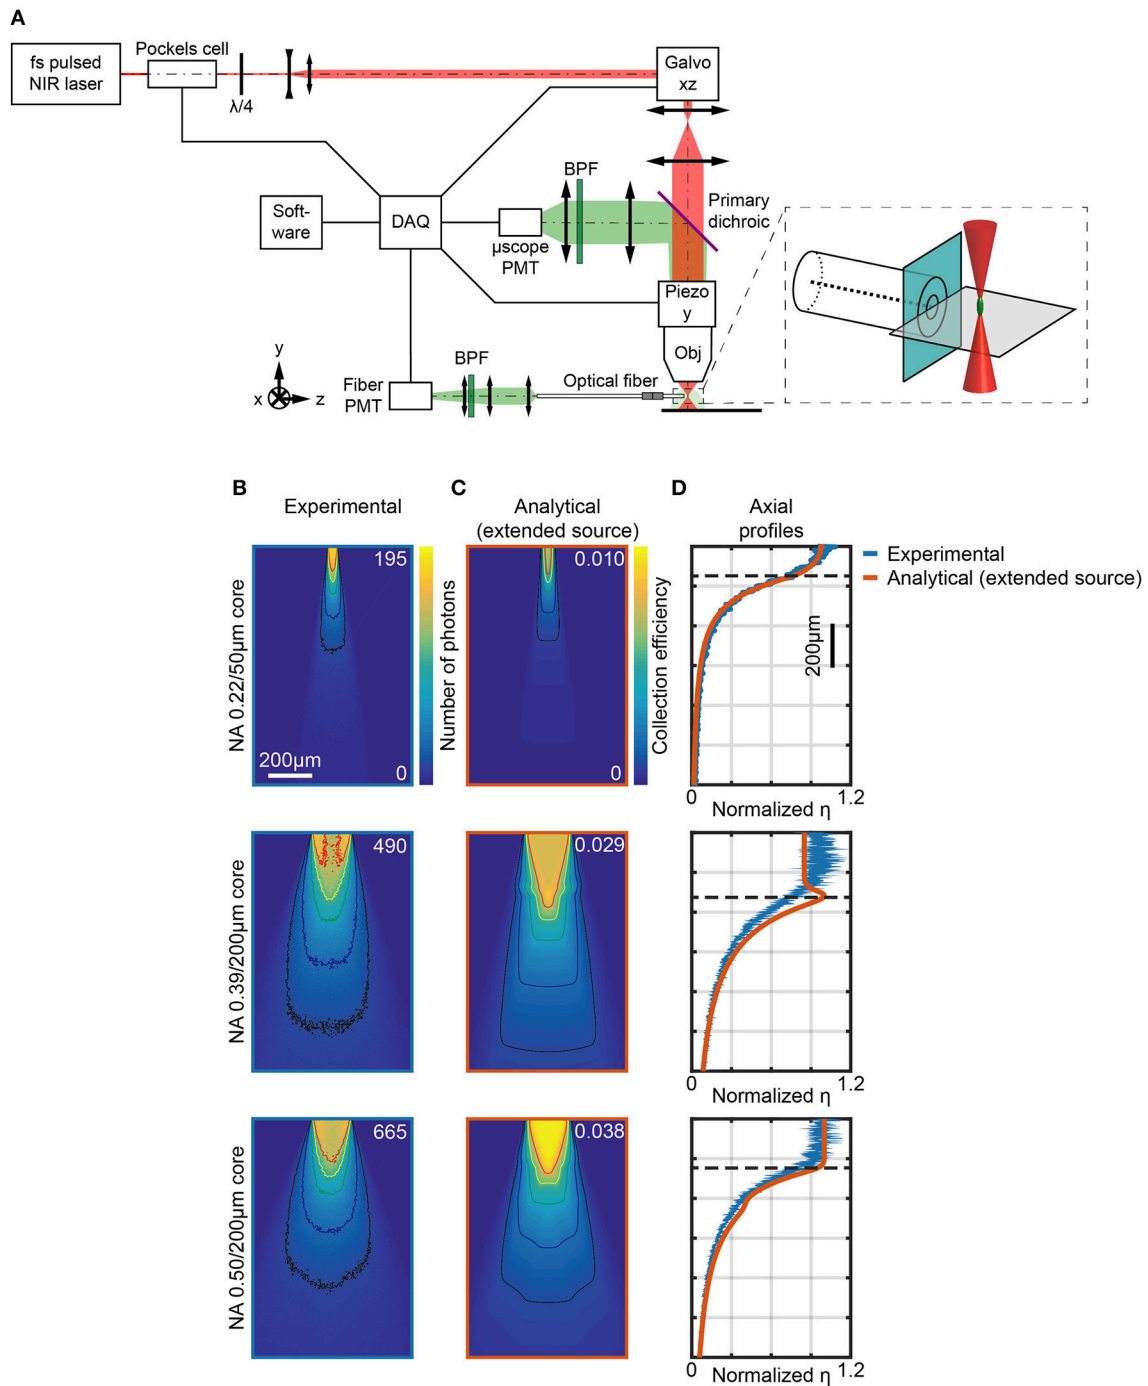 A
fs pulsed
NIR laser
Pockels cell
λ/4
Galvo
xz
BPF
Primary
dichroic
Soft-
ware
DAQ
μscope
PMT
Piezo
y
Obj
y
x
z
Fiber
PMT
BPF
Optical fiber
B
Experimental
C
Analytical
(extended source)
D
Axial
profiles
Experimental
Analytical (extended source)
NA 0.22/50μm core
195
200μm
0
Number of photons
0.010
0
Collection efficiency
200μm
0
1.2
Normalized η
NA 0.39/200μm core
490
0.029
0
1.2
Normalized η
NA 0.50/200μm core
665
0.038
0
1.2
Normalized η